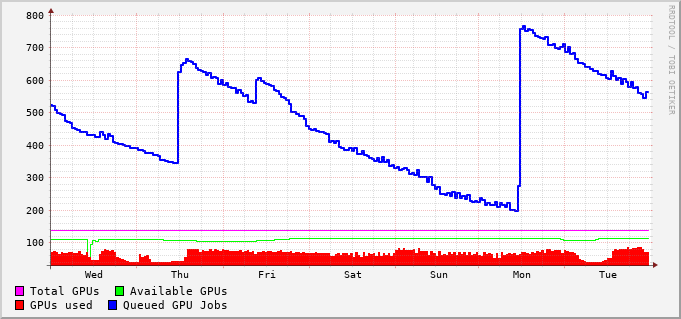 800
700
600
500
400
300
200
100
Wed Thu Fri Sat Sun Mon Tue
Total GPUs Available GPUs
GPUs used Queued GPU Jobs
RRDTOOL / TOBI OETIKER